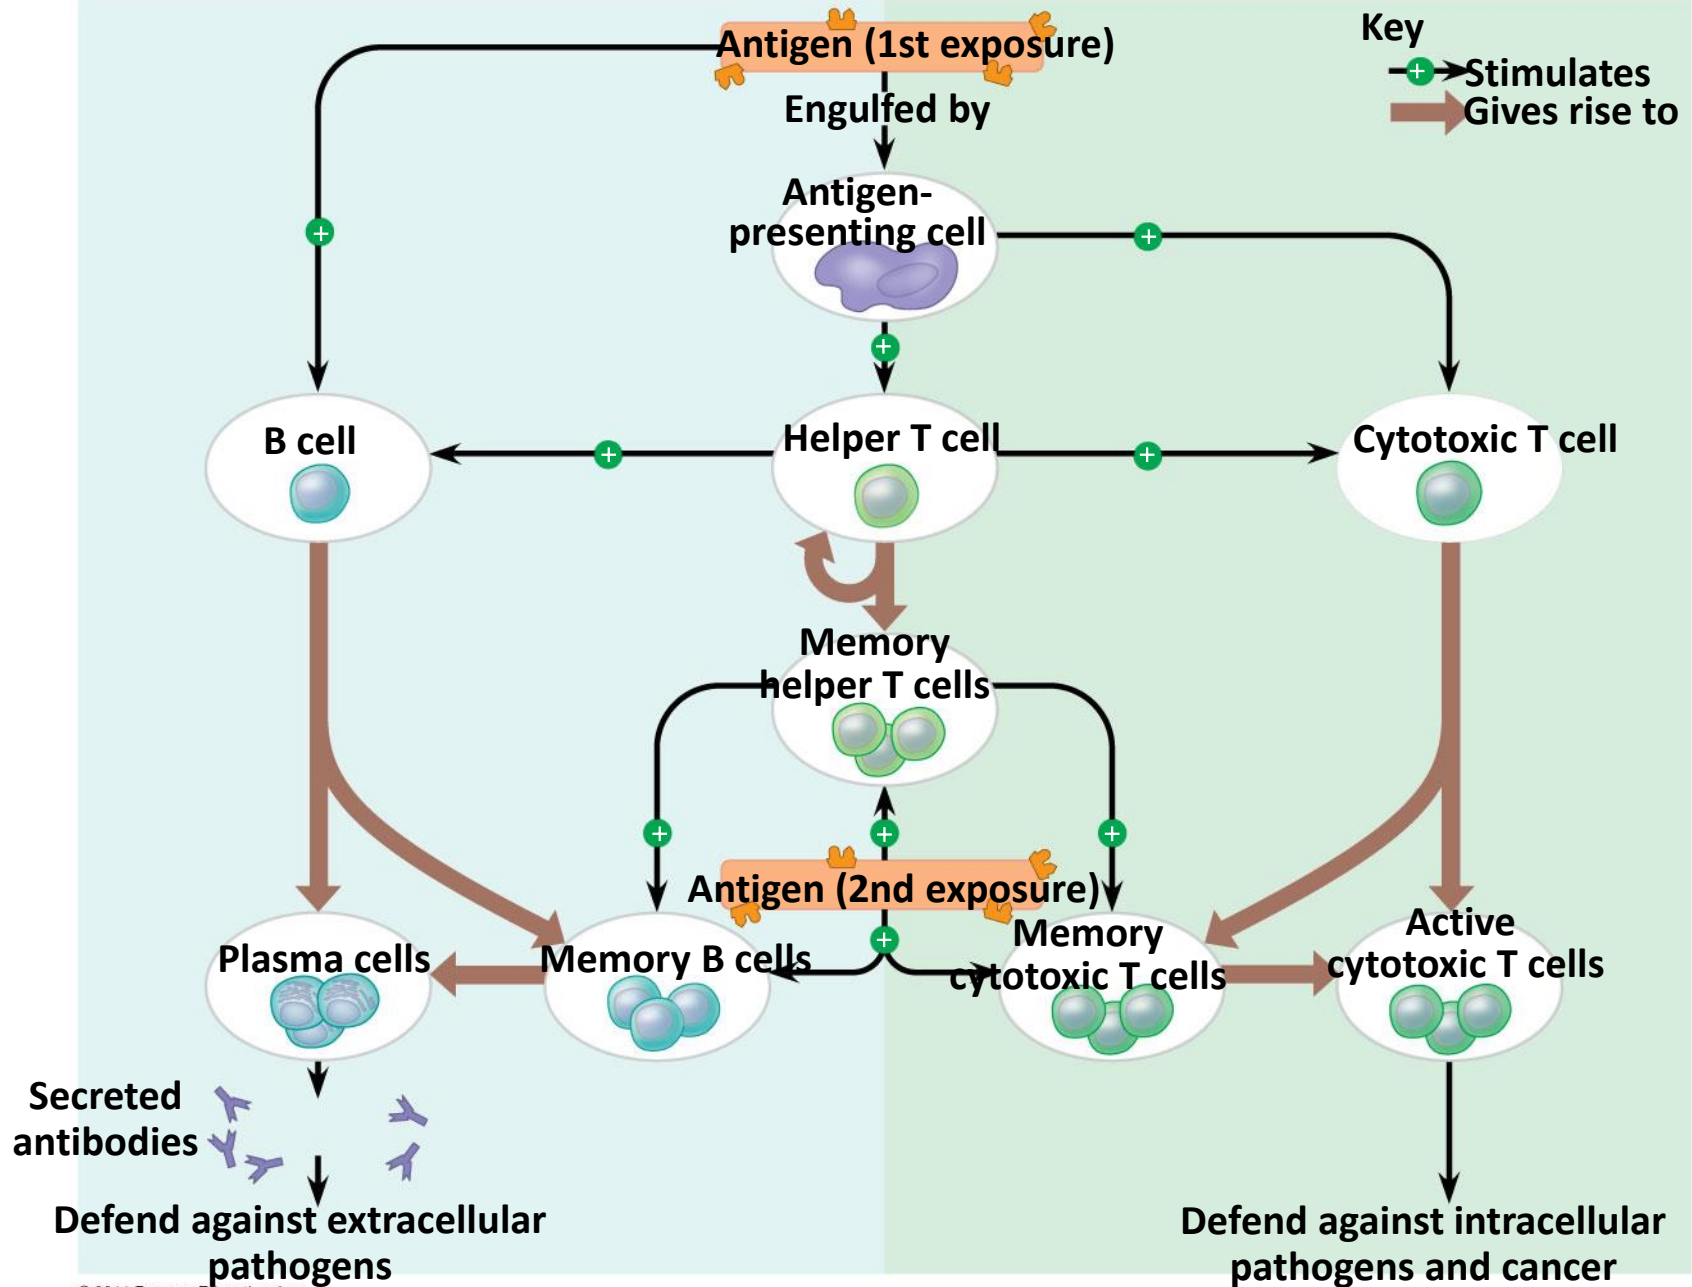 Antigen (1st exposure)
Key
Stimulates
Gives rise to
Engulfed by
Antigen-
presenting cell
B cell
Helper T cell
Cytotoxic T cell
Memory
helper T cells
Antigen (2nd exposure)
Plasma cells
Memory B cells
Memory
cytotoxic T cells
Active
cytotoxic T cells
Secreted
antibodies
Defend against extracellular
pathogens
Defend against intracellular
pathogens and cancer